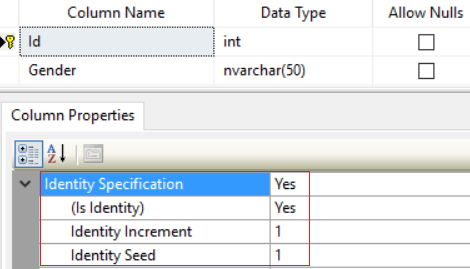 Column Name Data Type Allow Nulls
Id int
Gender nvarchar(50)
Column Properties
Identity Specification Yes
(Is Identity) Yes
Identity Increment 1
Identity Seed 1